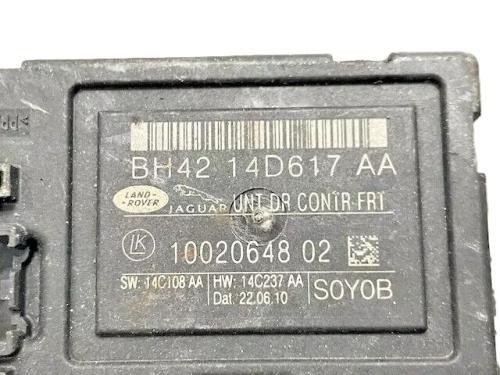 BH42 14D617 AA
LAND-ROVER JAGUAR UNT DR CONTR FRT
LK 10020648 02
SW: 14C108 AA HW: 14C237 AA
Dat. 22.06.10 S0Y0B